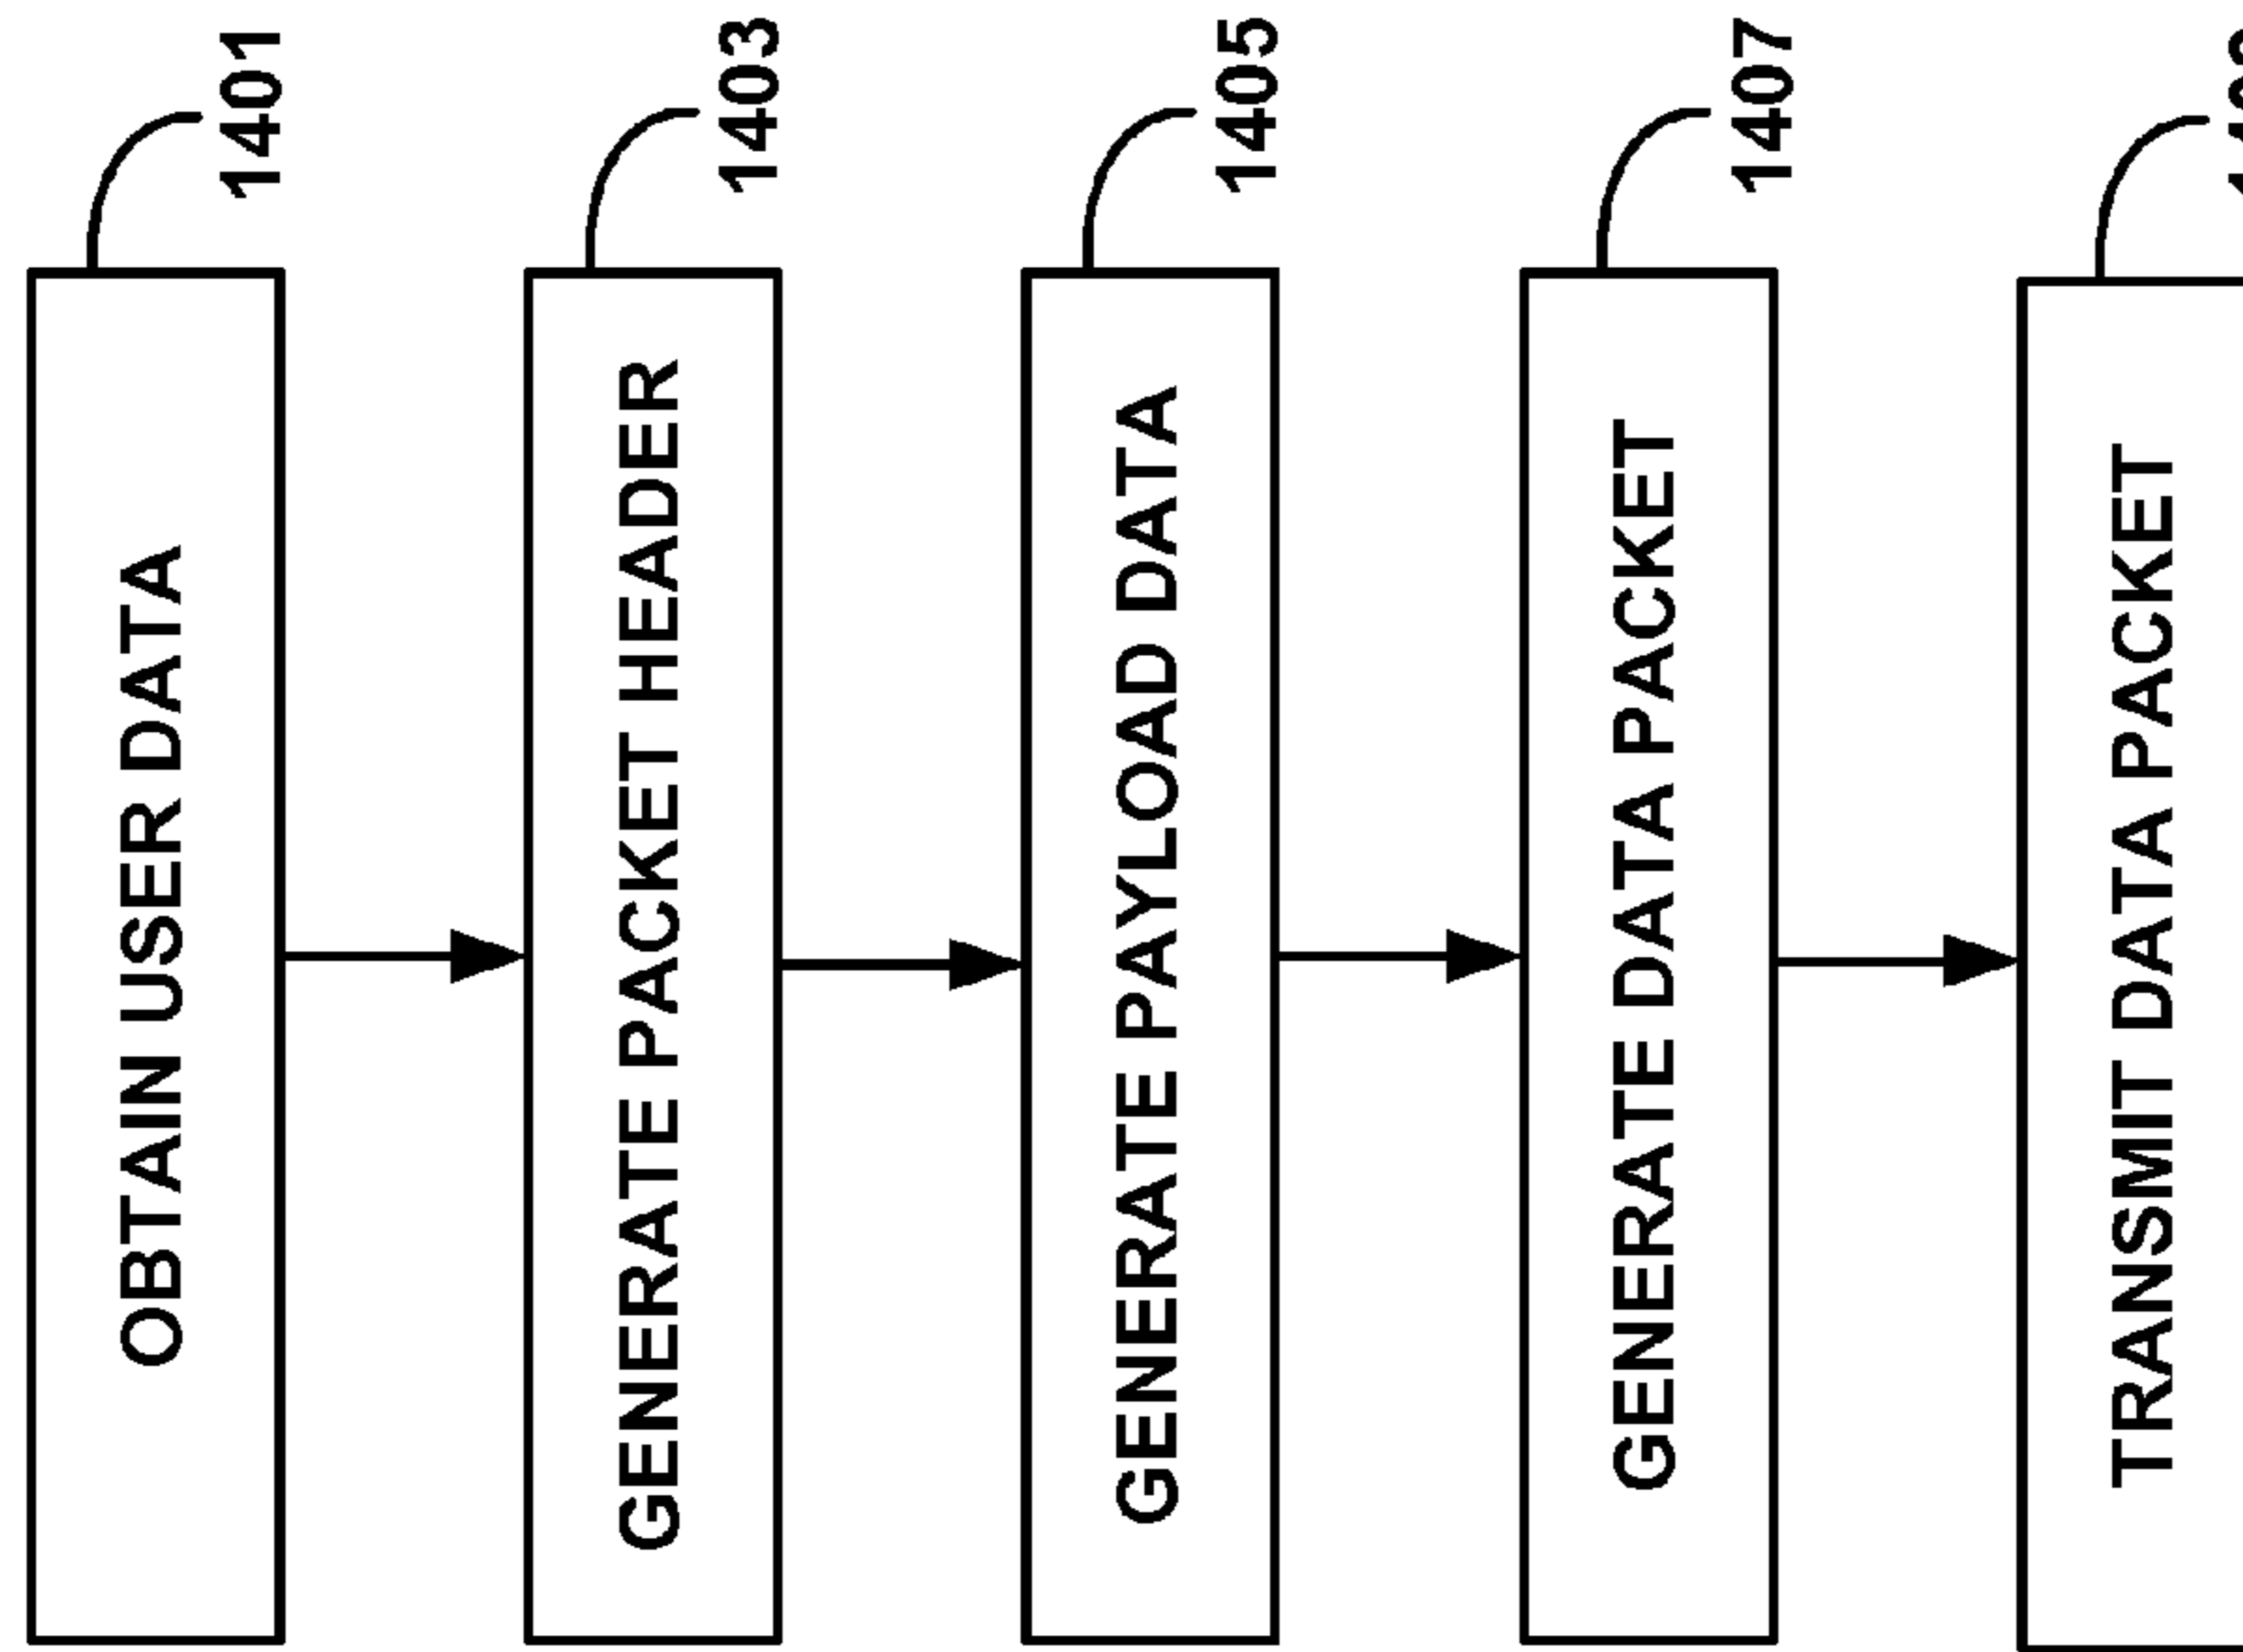 OBTAIN USER DATA
1401
GENERATE PACKET HEADER
1403
GENERATE PAYLOAD DATA
1405
GENERATE DATA PACKET
1407
TRANSMIT DATA PACKET